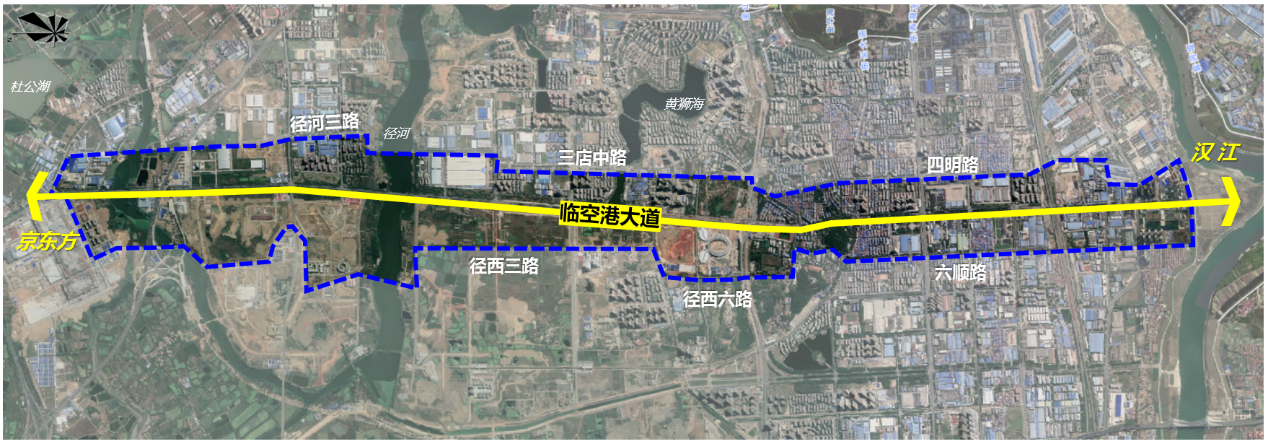 杜公湖
径河三路
径河
黄狮海
三店中路
四明路
汉江
临空港大道
京东方
径西三路
径西六路
六顺路